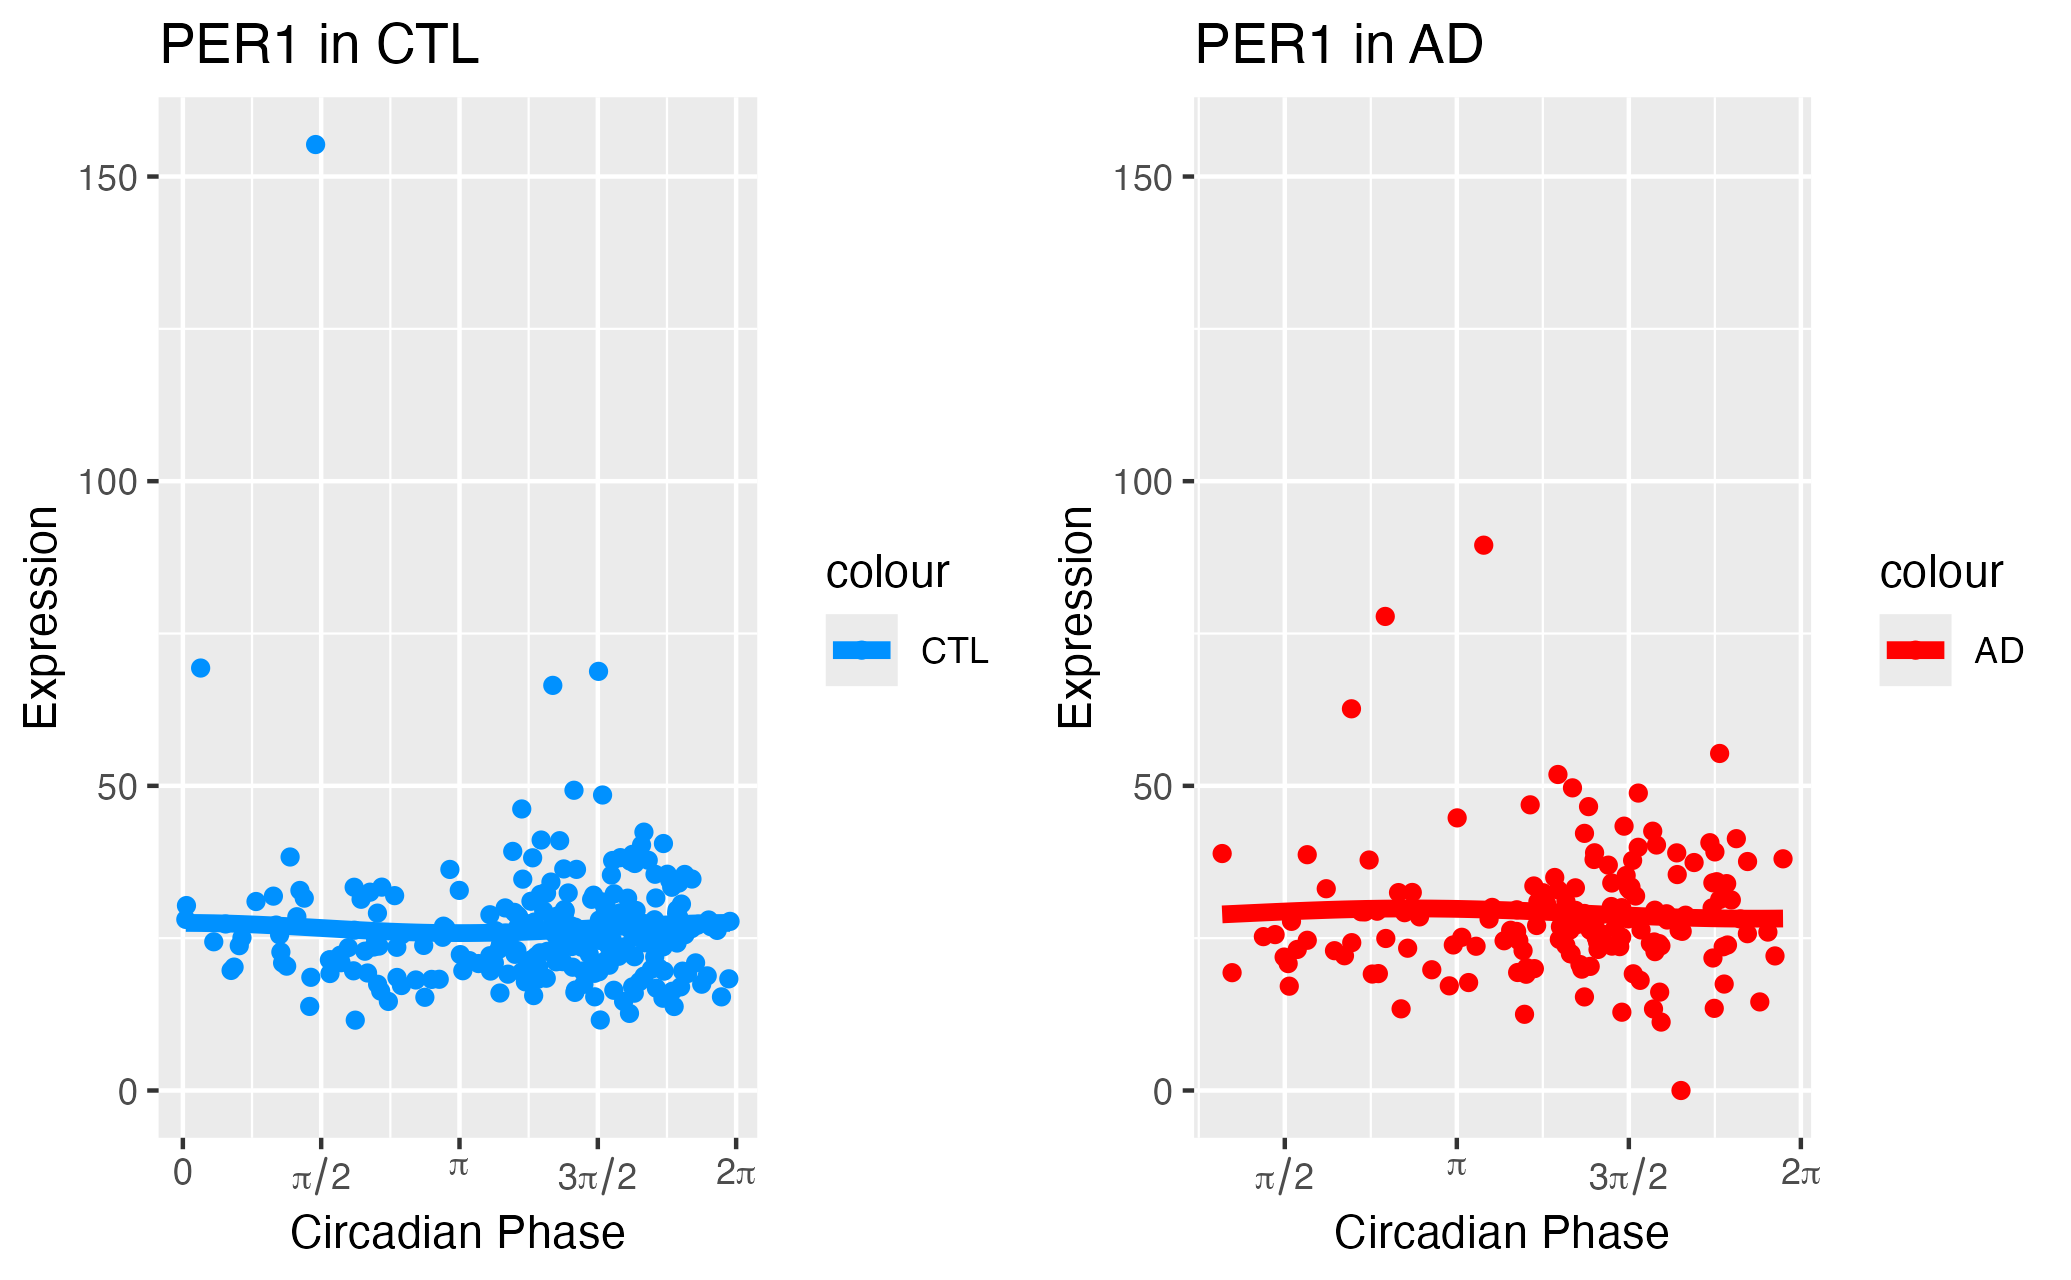 PER1 in CTL
150
100
50
0
Expression
0 π/2 π 3π/2 2π
Circadian Phase
colour
CTL
PER1 in AD
150
100
50
0
Expression
π/2 π 3π/2 2π
Circadian Phase
colour
AD